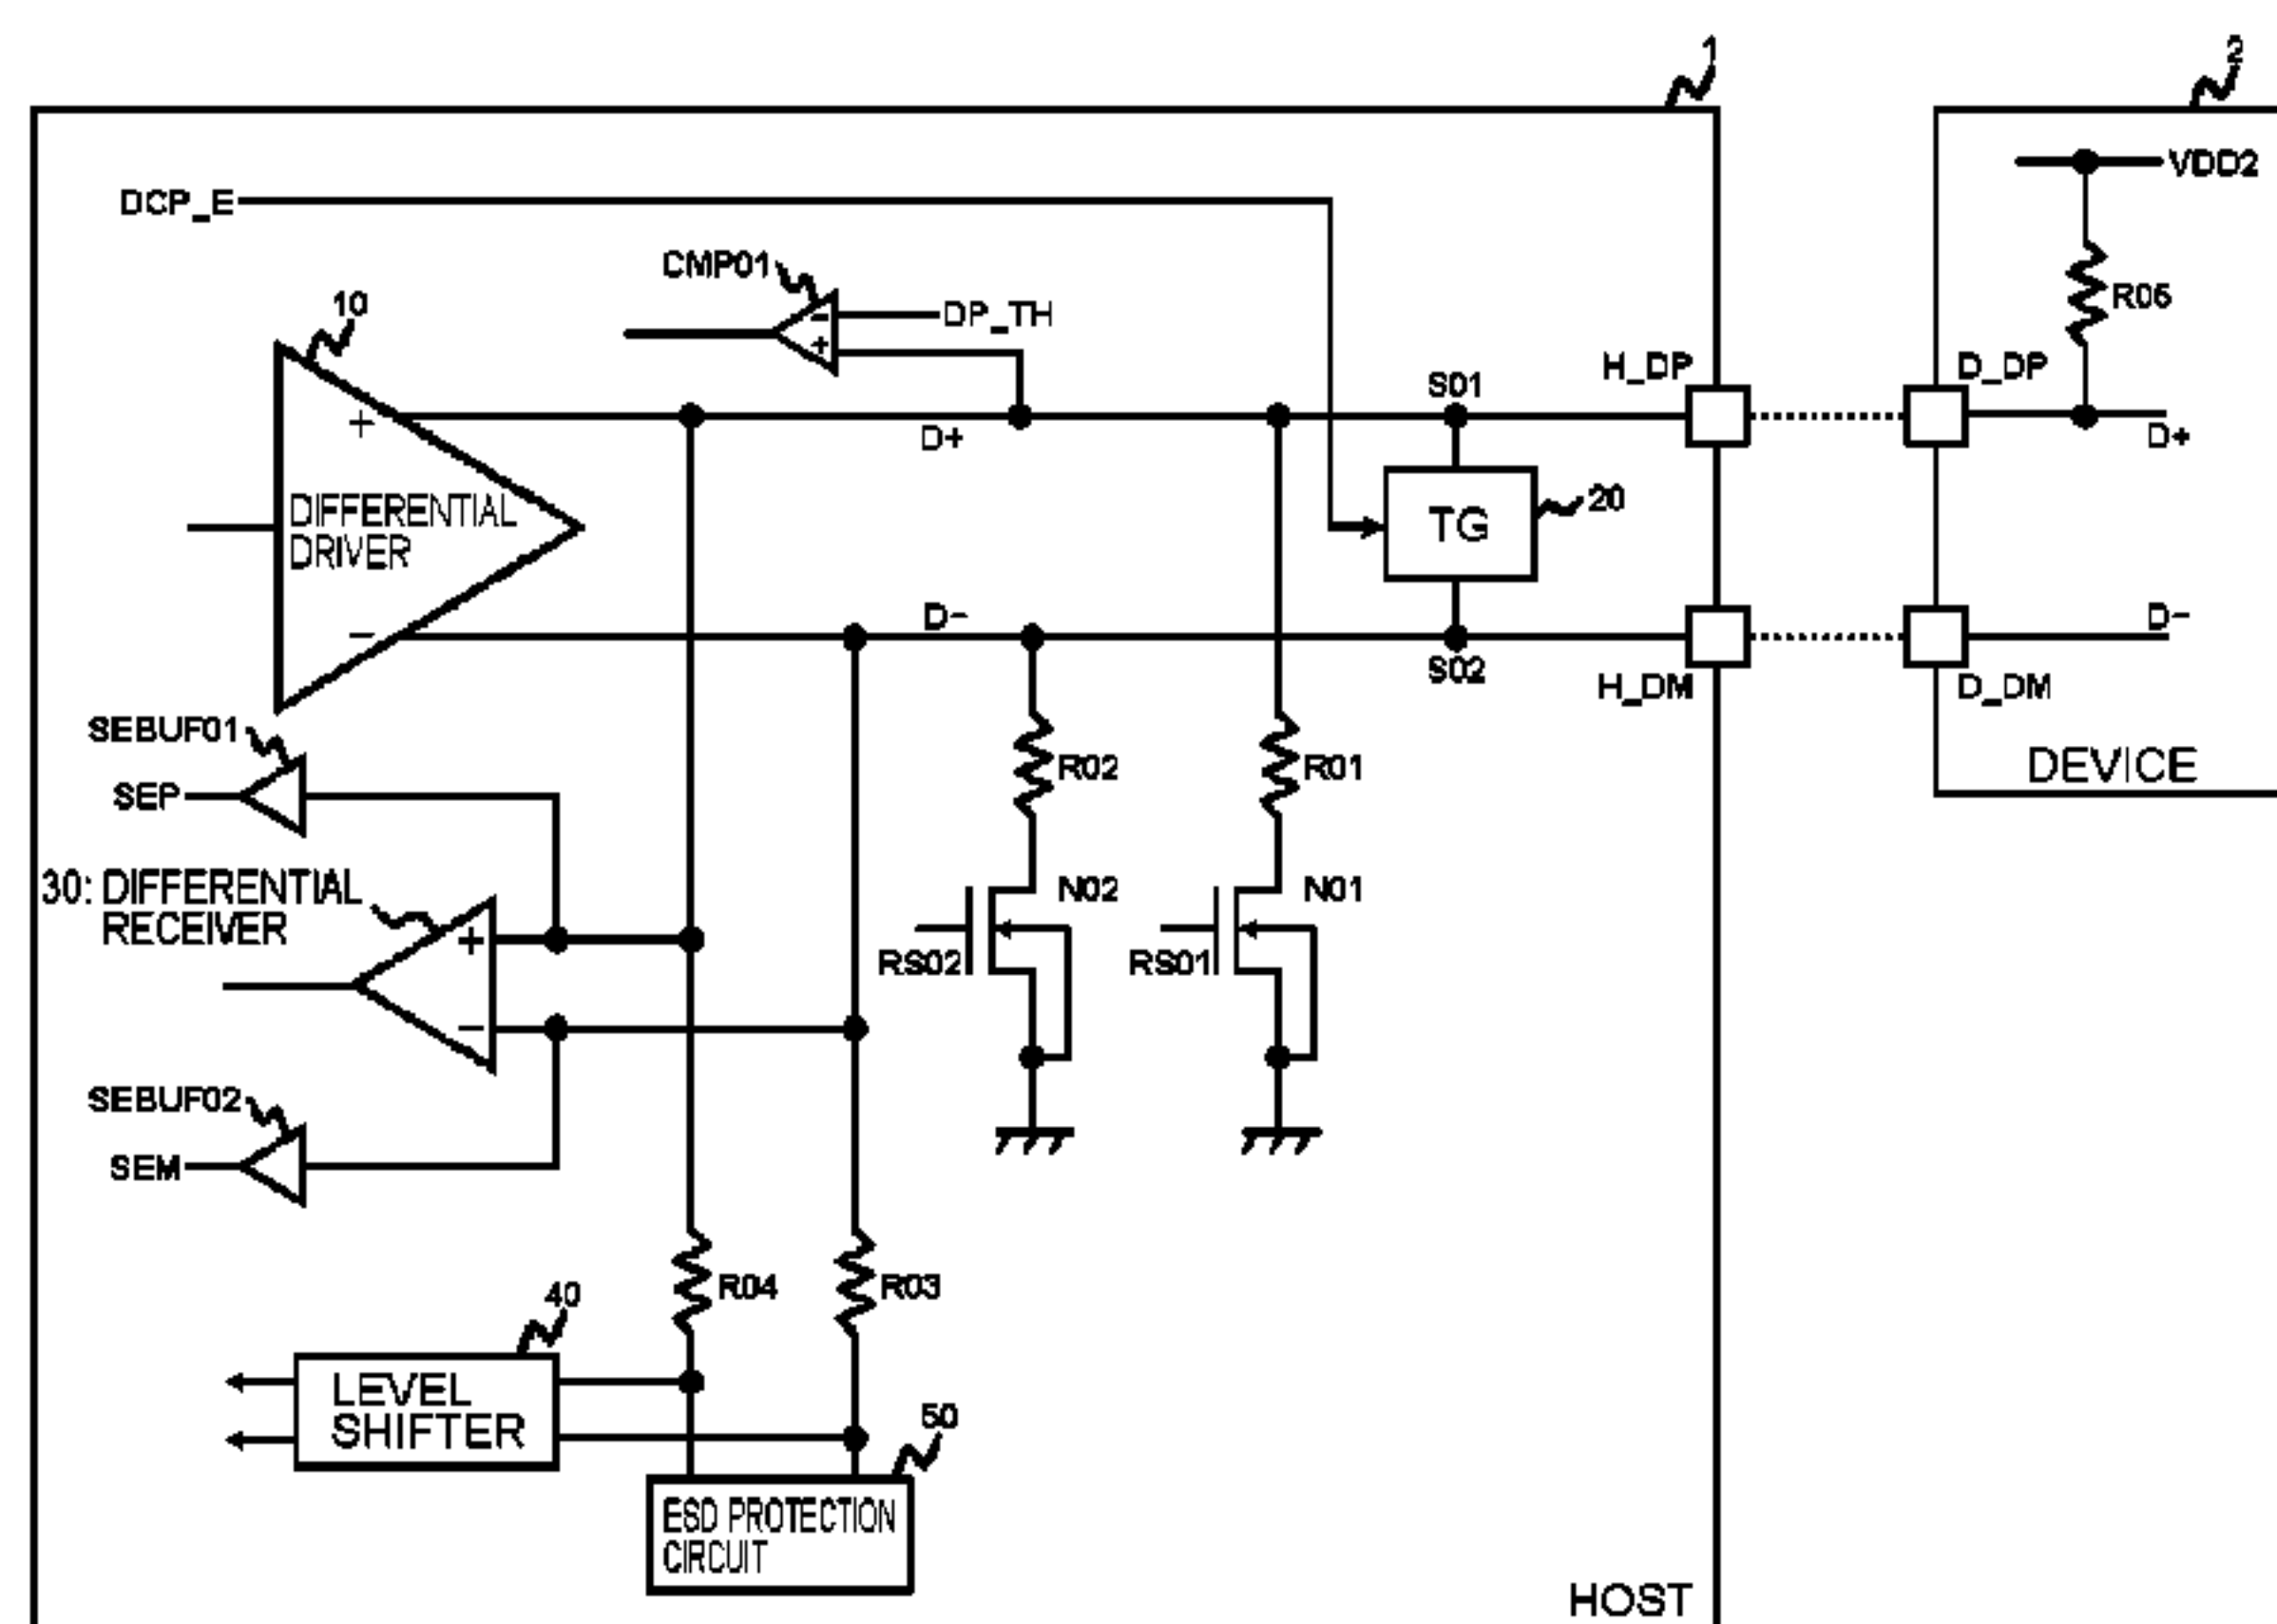 1
2
VDD2
DCP_E
CMP01
DP_TH
10
R05
+
-
+
DIFFERENTIAL
DRIVER
-
D+
S01
H_DP
D_DP
D+
TG
20
D-
S02
H_DM
D_DM
D-
DEVICE
SEBUF01
SEP
R02
R01
30: DIFFERENTIAL
RECEIVER
+
-
N02
N01
RS02
RS01
SEBUF02
SEM
R04
R03
40
LEVEL
SHIFTER
50
ESD PROTECTION
CIRCUIT
HOST